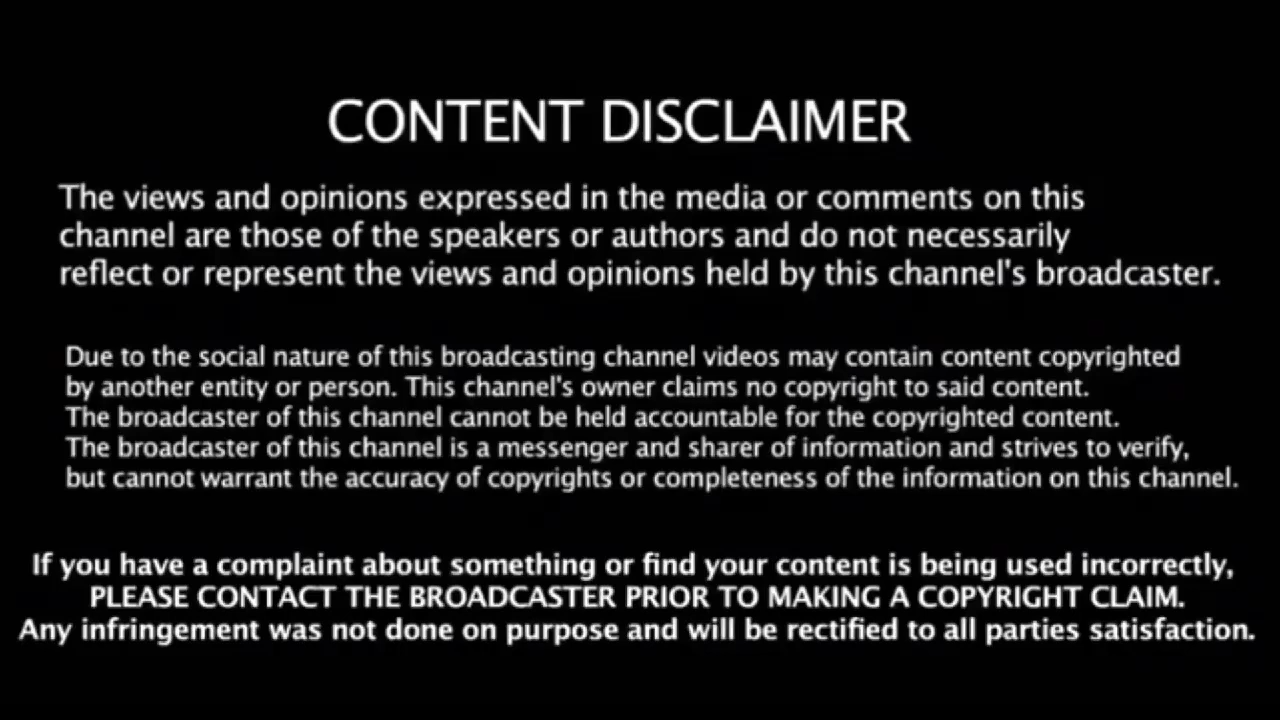 CONTENT DISCLAIMER
The views and opinions expressed in the media or comments on this
channel are those of the speakers or authors and do not necessarily
reflect or represent the views and opinions held by this channel's broadcaster.
Due to the social nature of this broadcasting channel videos may contain content copyrighted
by another entity or person. This channel's owner claims no copyright to said content.
The broadcaster of this channel cannot be held accountable for the copyrighted content.
The broadcaster of this channel is a messenger and sharer of information and strives to verify,
but cannot warrant the accuracy of copyrights or completeness of the information on this channel.
If you have a complaint about something or find your content is being used incorrectly,
PLEASE CONTACT THE BROADCASTER PRIOR TO MAKING A COPYRIGHT CLAIM.
Any infringement was not done on purpose and will be rectified to all parties satisfaction.